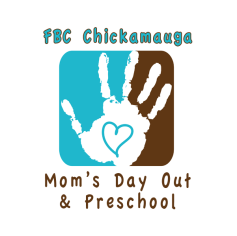 FBC Chickamauga
Mom's Day Out
& Preschool